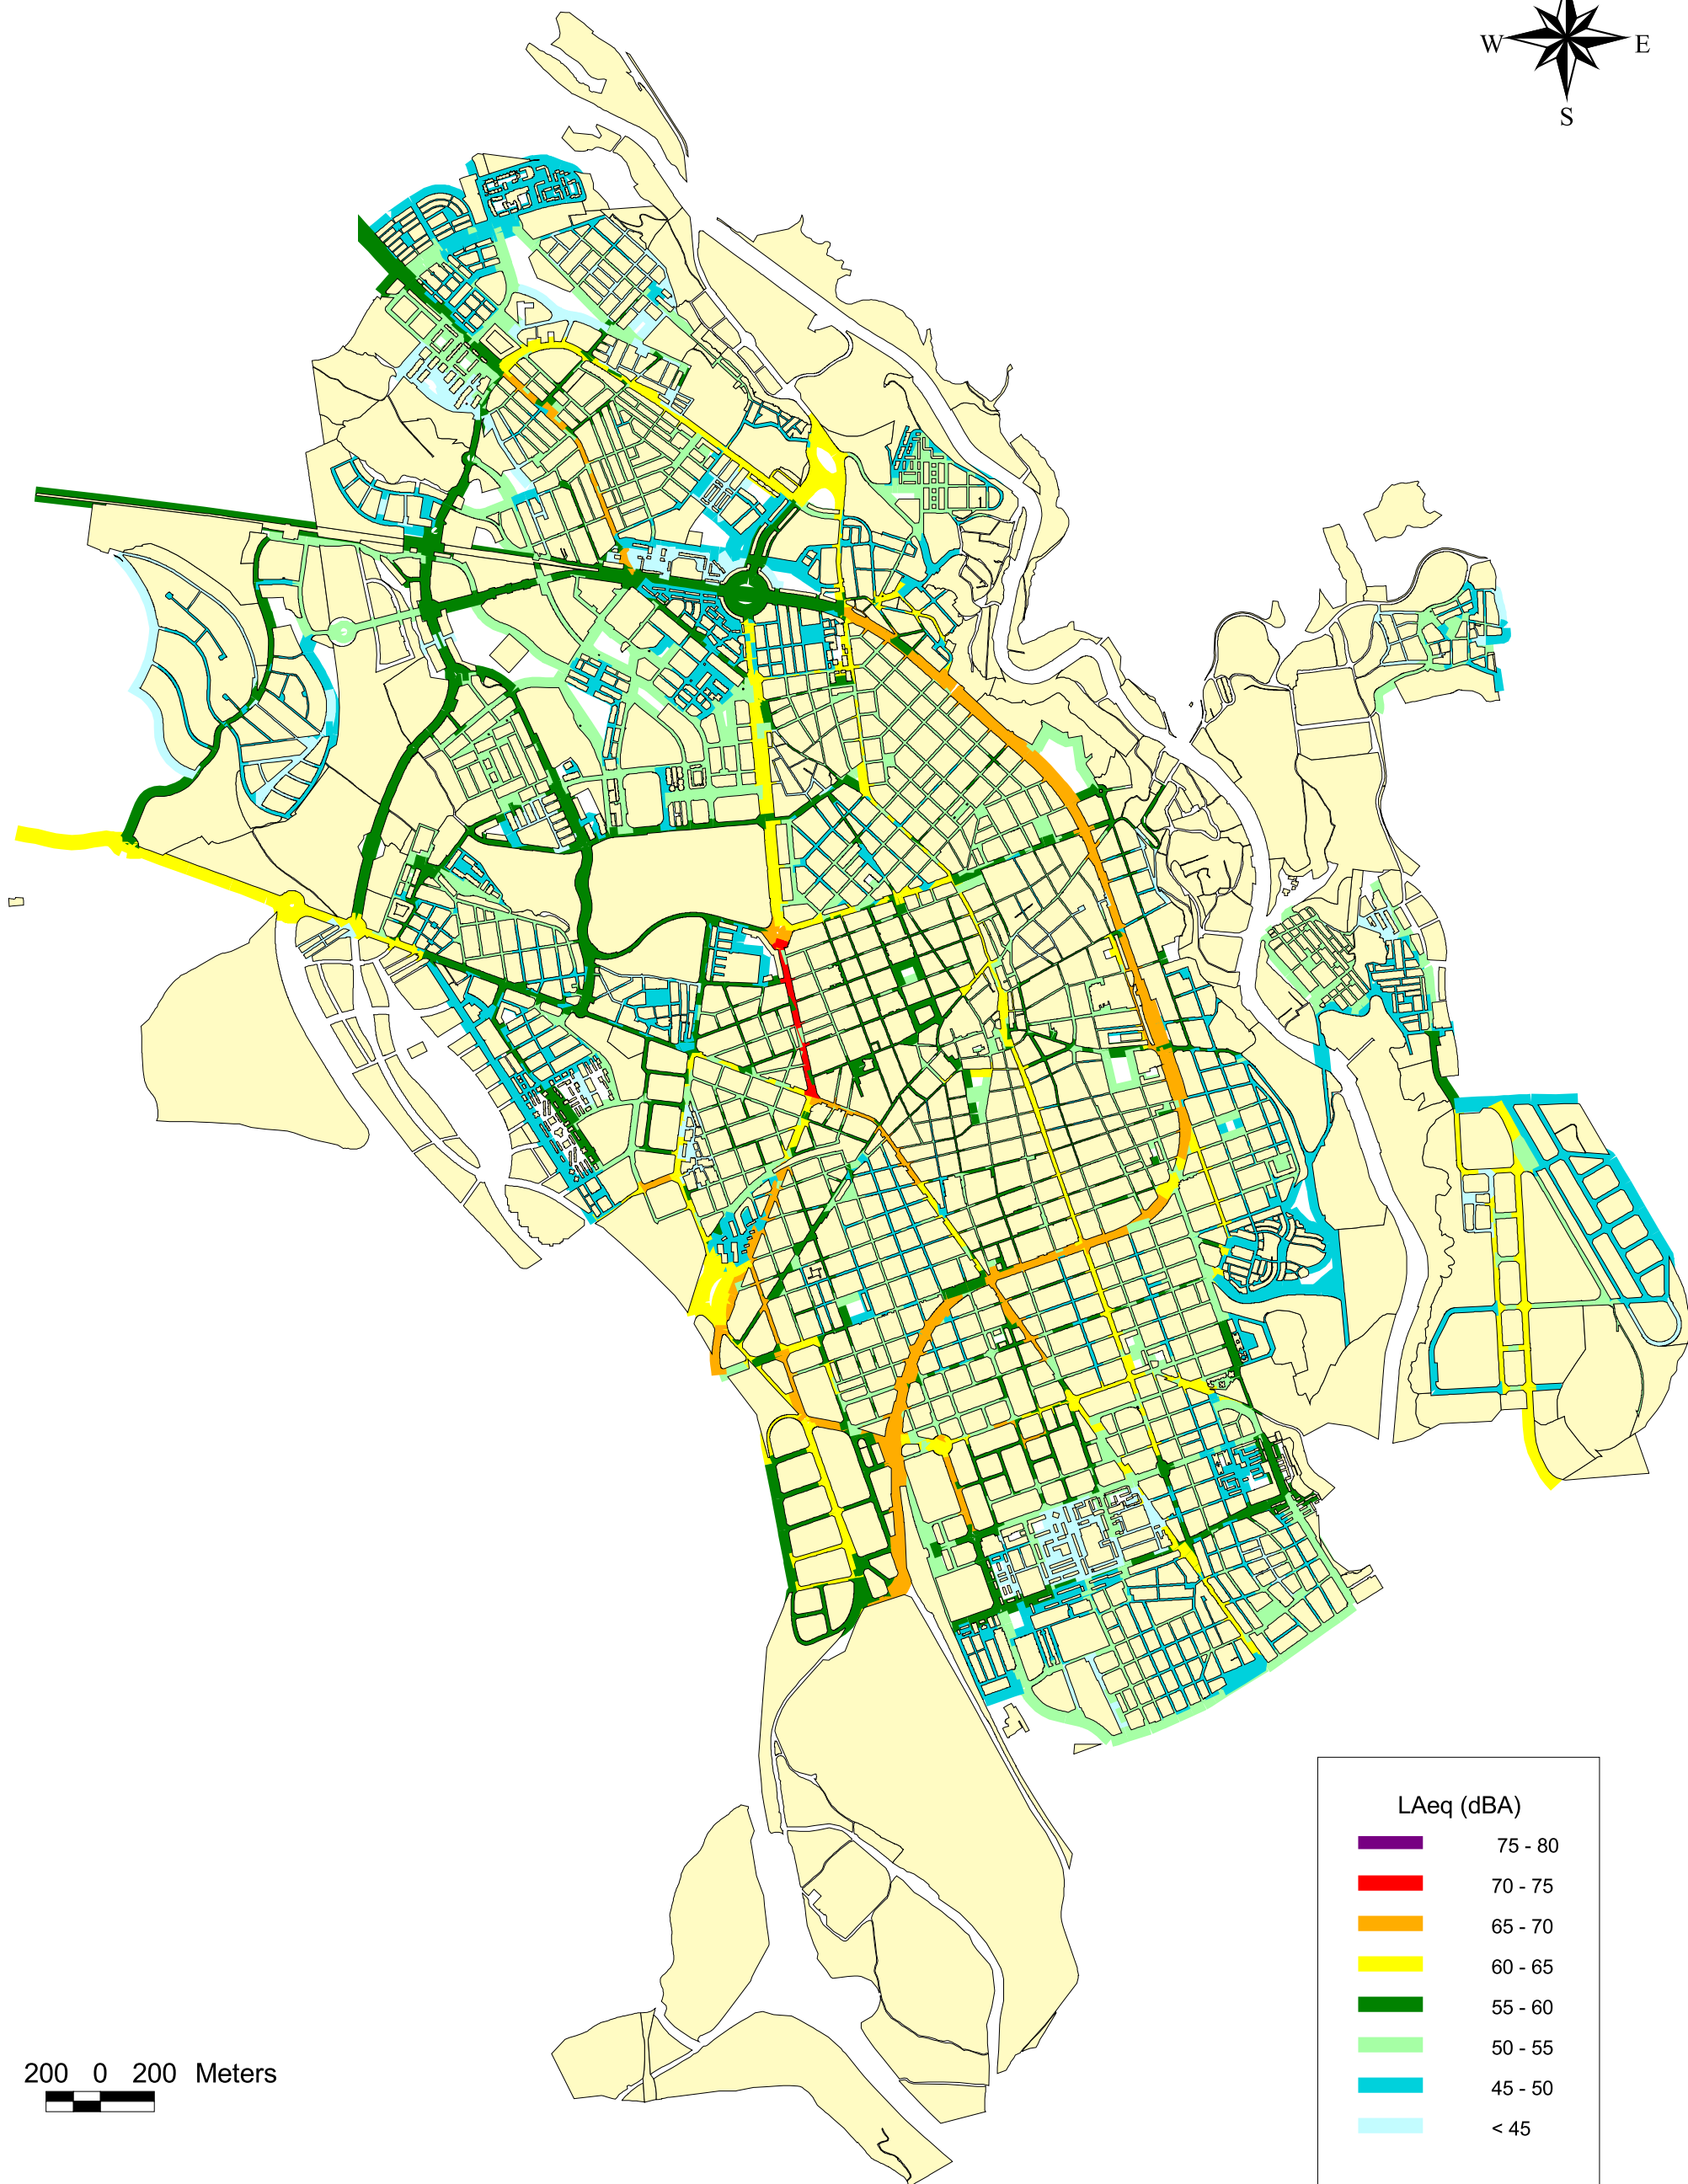 W E
S
LAeq (dBA)
75 - 80
70 - 75
65 - 70
60 - 65
55 - 60
50 - 55
45 - 50
< 45
200 0 200 Meters